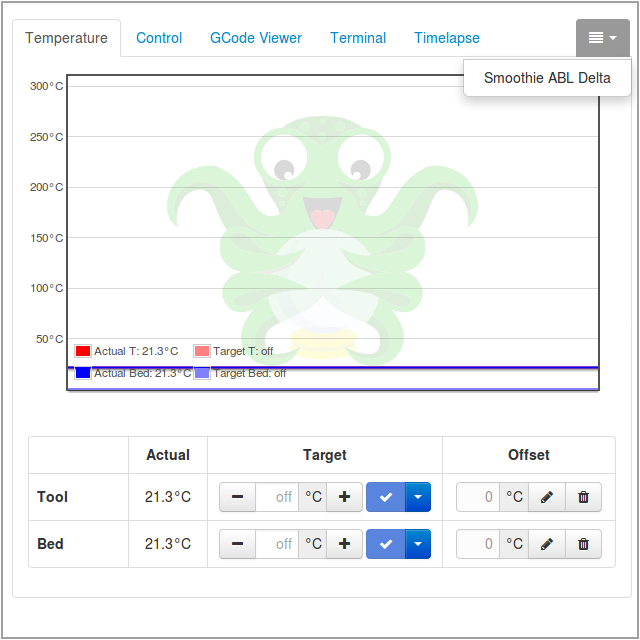 Temperature Control GCode Viewer Terminal Timelapse
Smoothie ABL Delta
300°C
250°C
200°C
150°C
100°C
50°C
Actual T: 21.3°C Target T: off
Actual Bed: 21.3°C Target Bed: off
Actual Target Offset
Tool 21.3°C off °C 0 °C
Bed 21.3°C off °C 0 °C